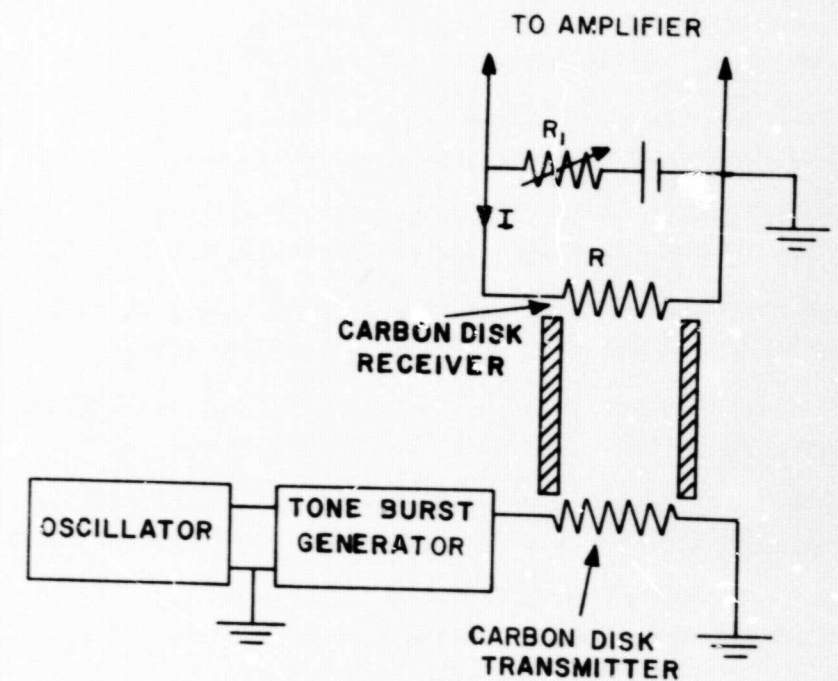 TO AMPLIFIER
R1
I
R
CARBON DISK
RECEIVER
OSCILLATOR
TONE BURST
GENERATOR
CARBON DISK
TRANSMITTER